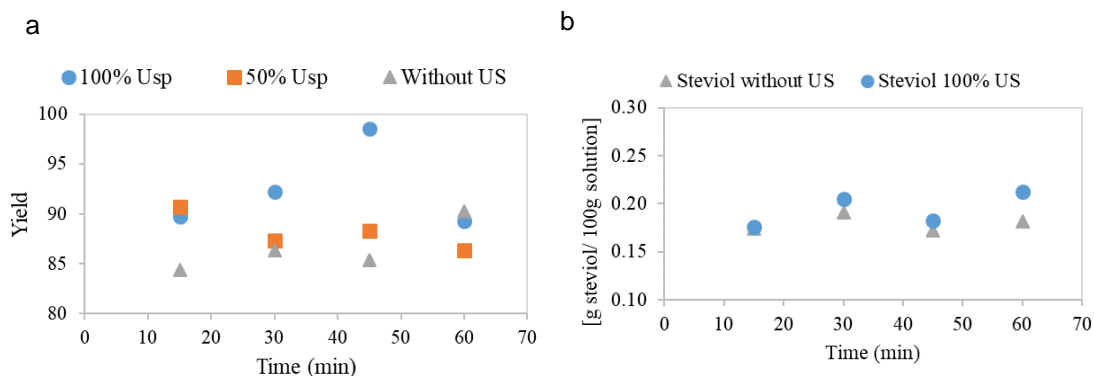 a
100% Usp 50% Usp Without US
100
95
90
85
80
Yield
0 10 20 30 40 50 60 70
Time (min)
b
Steviol without US Steviol 100% US
0.30
0.25
0.20
0.15
0.10
[g steviol/ 100g solution]
0 10 20 30 40 50 60 70
Time (min)